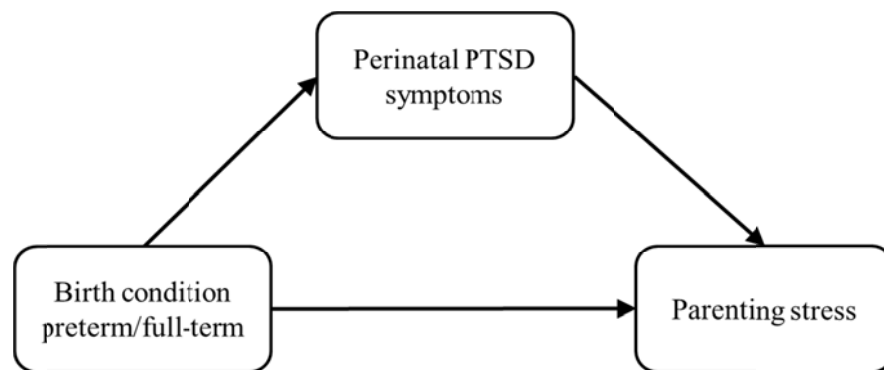 Perinatal PTSD
symptoms
Birth condition
preterm/full-term
Parenting stress